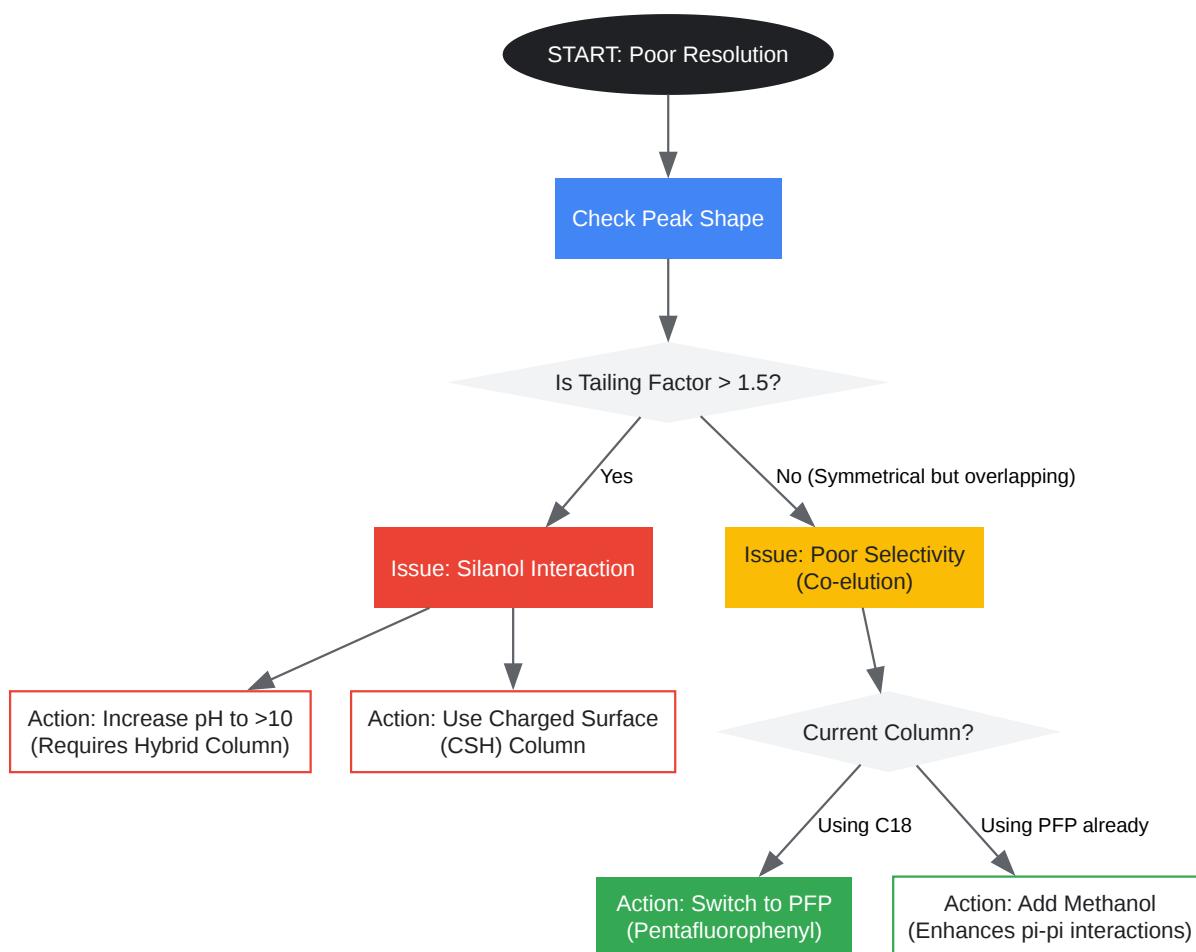 START: Poor Resolution
Check Peak Shape
Is Tailing Factor > 1.5?
Yes
No (Symmetrical but overlapping)
Issue: Silanol Interaction
Issue: Poor Selectivity
(Co-elution)
Action: Increase pH to >10
(Requires Hybrid Column)
Action: Use Charged Surface
(CSH) Column
Current Column?
Using C18
Using PFP already
Action: Switch to PFP
(Pentafluorophenyl)
Action: Add Methanol
(Enhances pi-pi interactions)